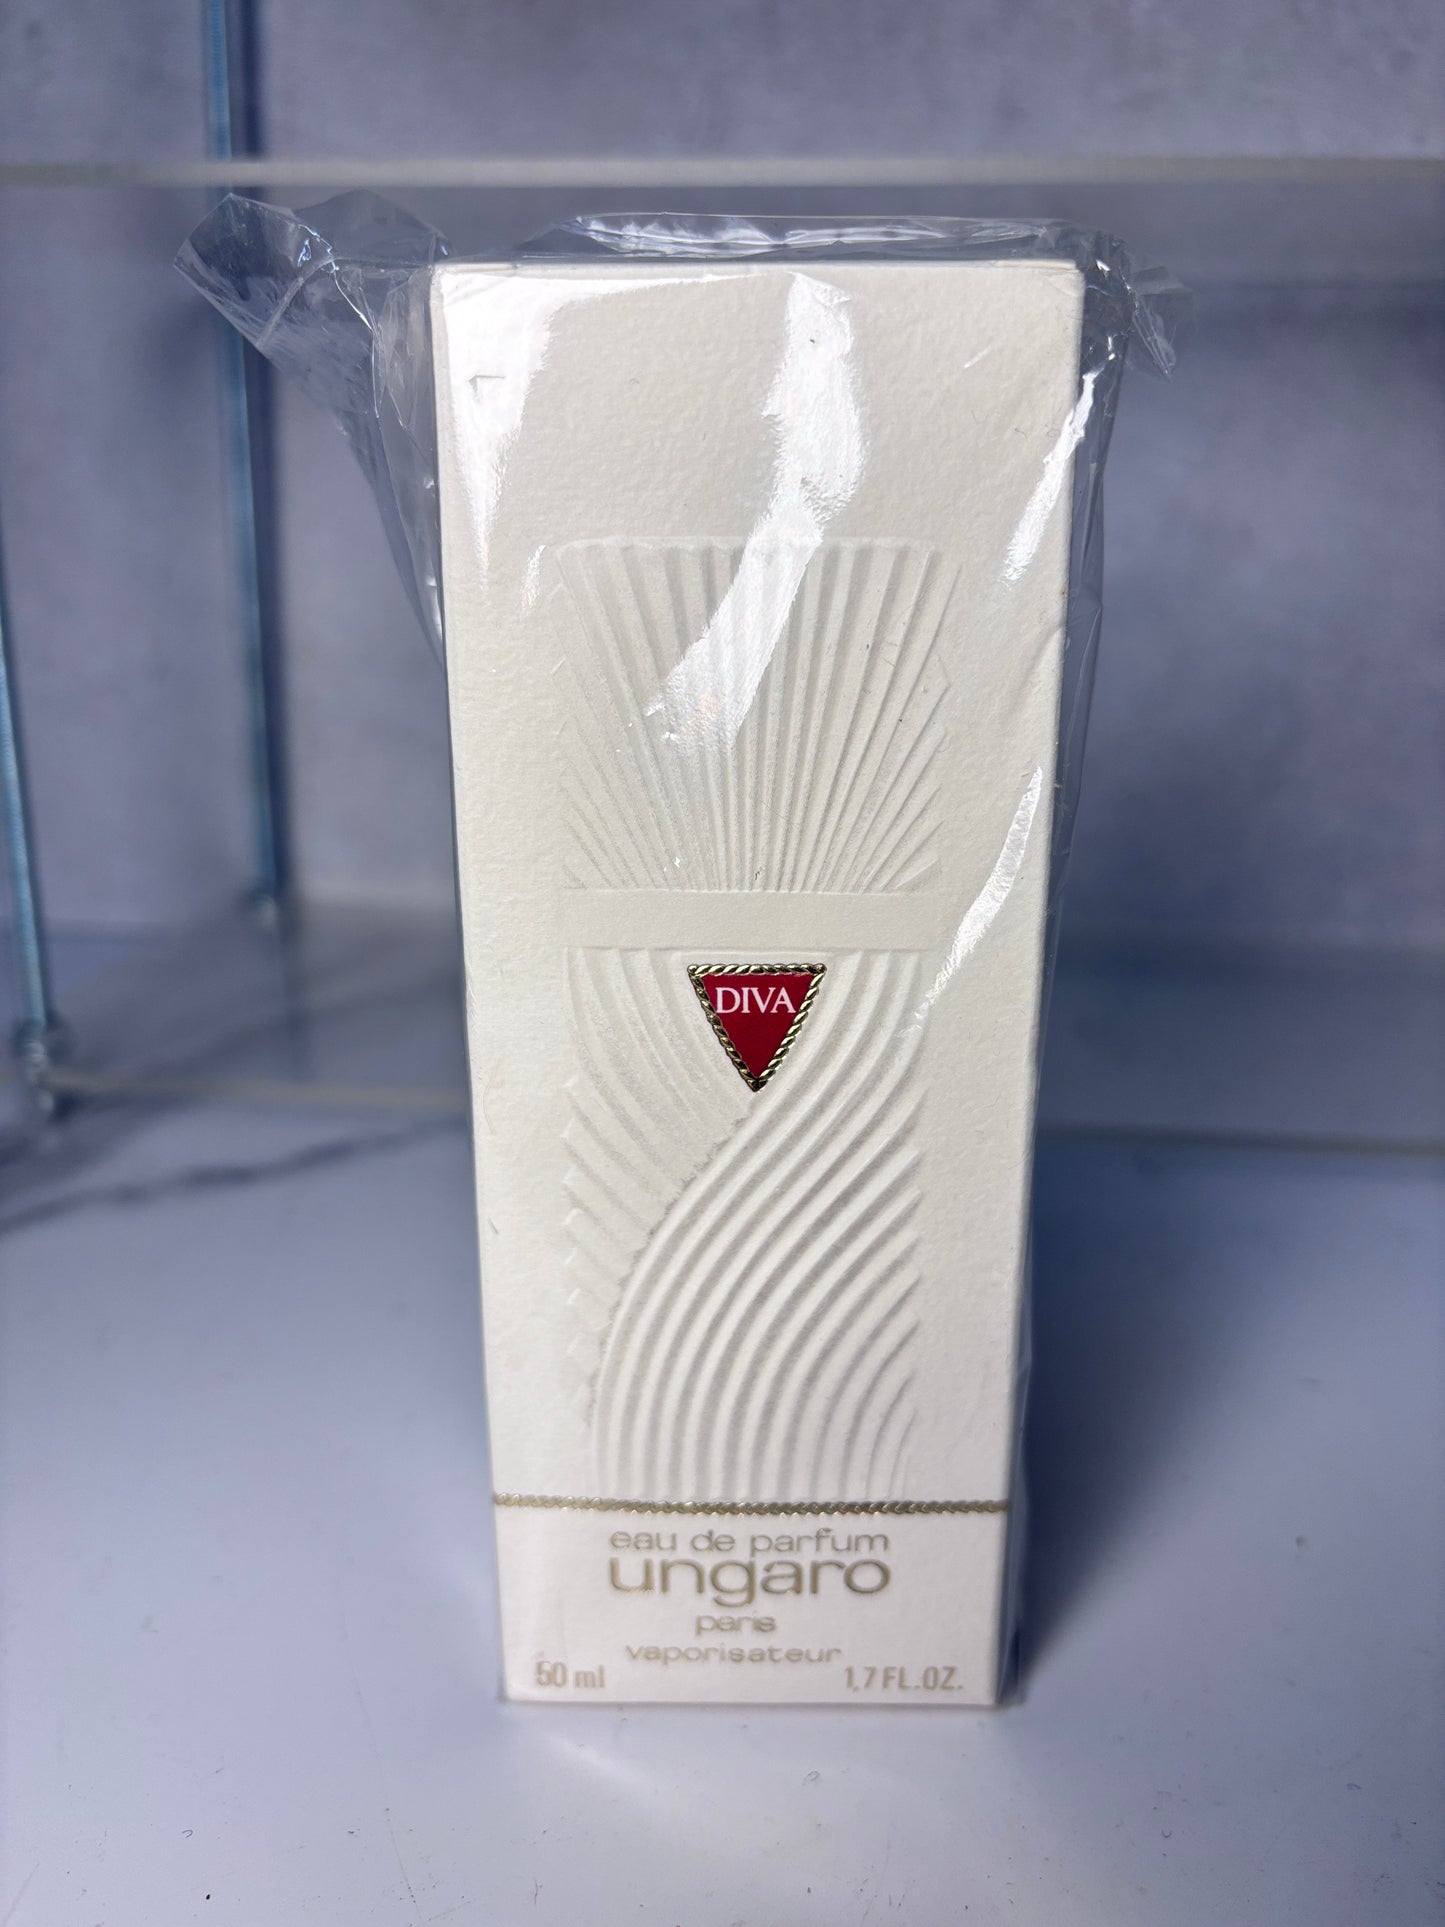 DIVA
eau de parfum
ungaro
paris
vaporisateur
50 ml 1,7 FL.OZ.